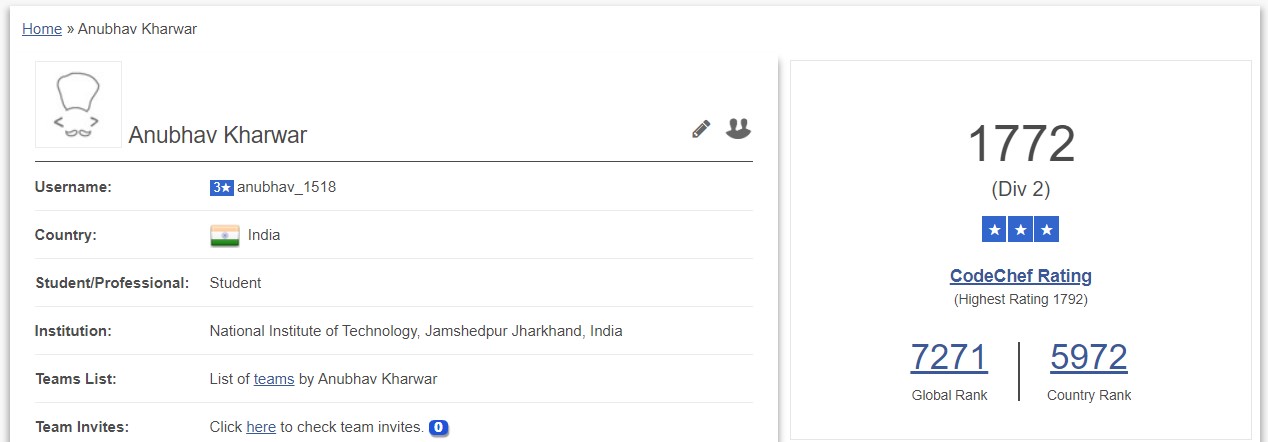 Home » Anubhav Kharwar
Anubhav Kharwar
Username: 3★ anubhav_1518
Country: India
Student/Professional: Student
Institution: National Institute of Technology, Jamshedpur Jharkhand, India
Teams List: List of teams by Anubhav Kharwar
Team Invites: Click here to check team invites. 0
1772
(Div 2)
★ ★ ★
CodeChef Rating
(Highest Rating 1792)
7271 5972
Global Rank Country Rank